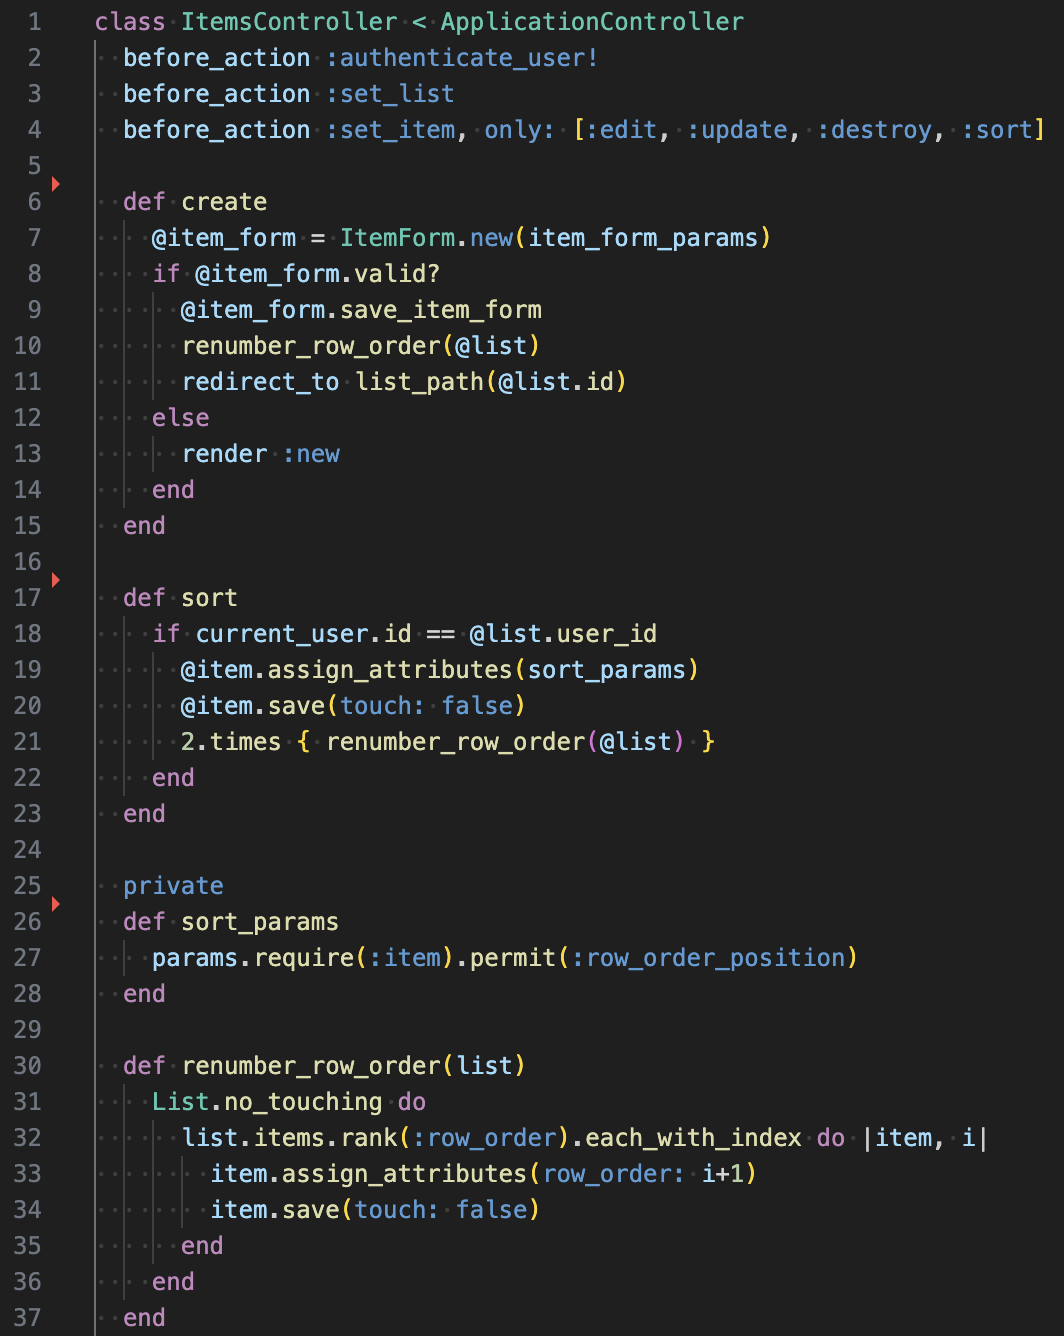 1 class ItemsController < ApplicationController
2   before_action :authenticate_user!
3   before_action :set_list
4   before_action :set_item, only: [:edit, :update, :destroy, :sort]
5
6   def create
7     @item_form = ItemForm.new(item_form_params)
8     if @item_form.valid?
9       @item_form.save_item_form
10       renumber_row_order(@list)
11       redirect_to list_path(@list.id)
12     else
13       render :new
14     end
15   end
16
17   def sort
18     if current_user.id == @list.user_id
19       @item.assign_attributes(sort_params)
20       @item.save(touch: false)
21       2.times { renumber_row_order(@list) }
22     end
23   end
24
25   private
26   def sort_params
27     params.require(:item).permit(:row_order_position)
28   end
29
30   def renumber_row_order(list)
31     List.no_touching do
32       list.items.rank(:row_order).each_with_index do |item, i|
33         item.assign_attributes(row_order: i+1)
34         item.save(touch: false)
35       end
36     end
37   end